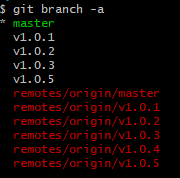 $ git branch -a
* master
v1.0.1
v1.0.2
v1.0.3
v1.0.5
remotes/origin/master
remotes/origin/v1.0.1
remotes/origin/v1.0.2
remotes/origin/v1.0.3
remotes/origin/v1.0.4
remotes/origin/v1.0.5